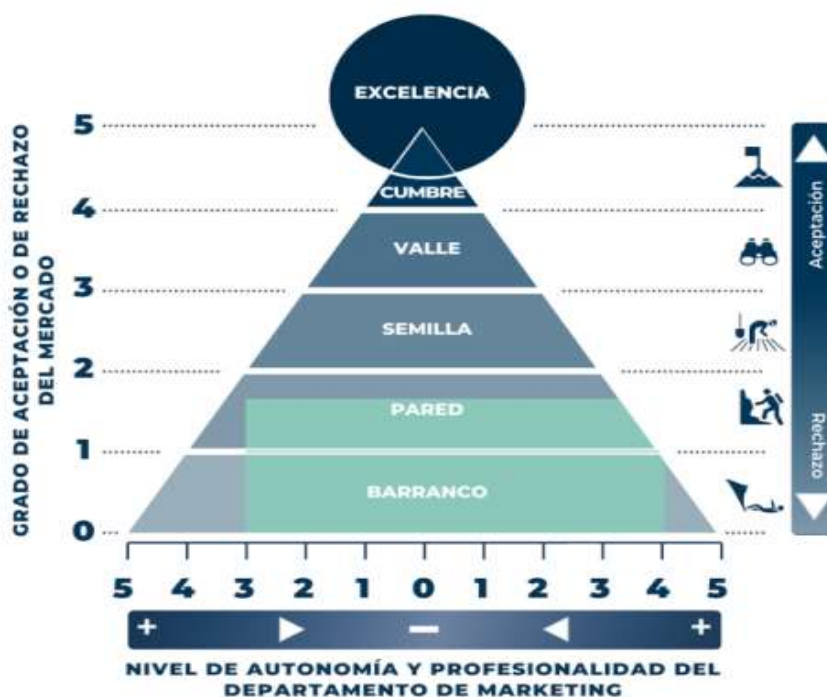 EXCELENCIA
CUMBRE
VALLE
SEMILLA
PARED
BARRANCO
GRADO DE ACEPTACIÓN O DE RECHAZO
DEL MERCADO
5
4
3
2
1
0
Aceptación
Rechazo
5 4 3 2 1 0 1 2 3 4 5
+ − +
NIVEL DE AUTONOMÍA Y PROFESIONALIDAD DEL
DEPARTAMENTO DE MARKETING